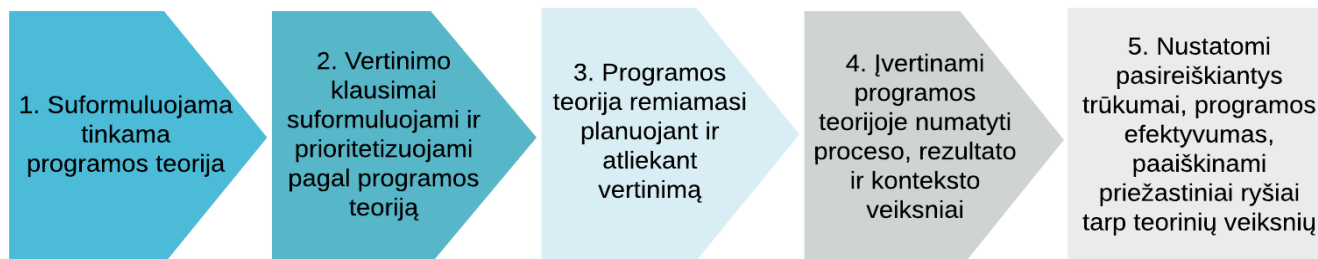 1. Suformuluojama
tinkama
programos teorija
2. Vertinimo
klausimai
suformuluojami ir
prioritetizuojami
pagal programos
teoriją
3. Programos
teorija remiamasi
planuojant ir
atliekant
vertinimą
4. Įvertinami
programos
teorijoje numatyti
proceso, rezultato
ir konteksto
veiksniai
5. Nustatomi
pasireiškiantys
trūkumai, programos
efektyvumas,
paaiškinami
priežastiniai ryšiai
tarp teorinių veiksnių